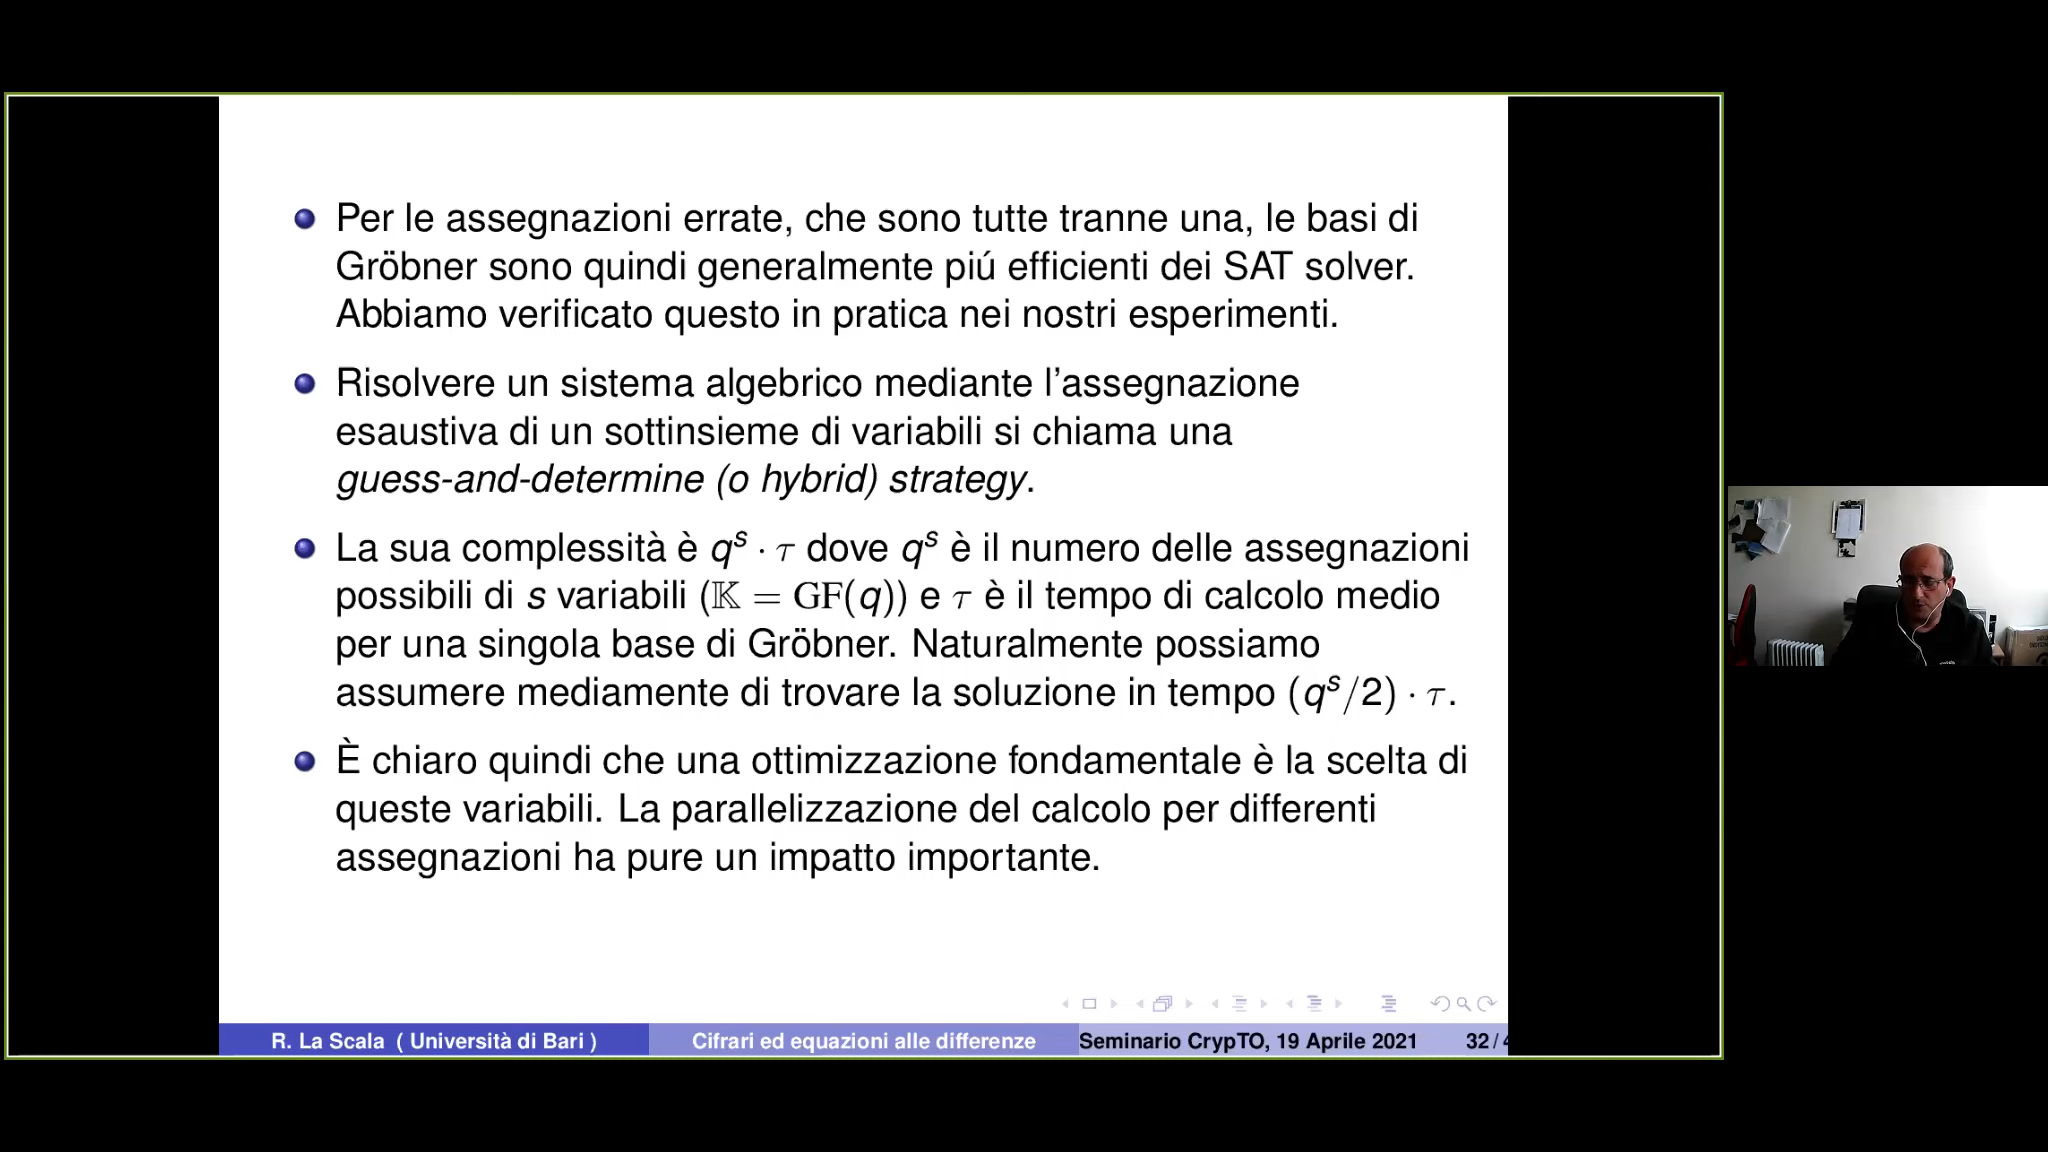 Per le assegnazioni errate, che sono tutte tranne una, le basi di
Gröbner sono quindi generalmente piú efficienti dei SAT solver.
Abbiamo verificato questo in pratica nei nostri esperimenti.
Risolvere un sistema algebrico mediante l'assegnazione
esaustiva di un sottinsieme di variabili si chiama una
guess-and-determine (o hybrid) strategy.
La sua complessità è qˢ · τ dove qˢ è il numero delle assegnazioni
possibili di s variabili (𝕂 = GF(q)) e τ è il tempo di calcolo medio
per una singola base di Gröbner. Naturalmente possiamo
assumere mediamente di trovare la soluzione in tempo (qˢ/2) · τ.
È chiaro quindi che una ottimizzazione fondamentale è la scelta di
queste variabili. La parallelizzazione del calcolo per differenti
assegnazioni ha pure un impatto importante.
R. La Scala ( Università di Bari ) Cifrari ed equazioni alle differenze Seminario CrypTO, 19 Aprile 2021 32 /